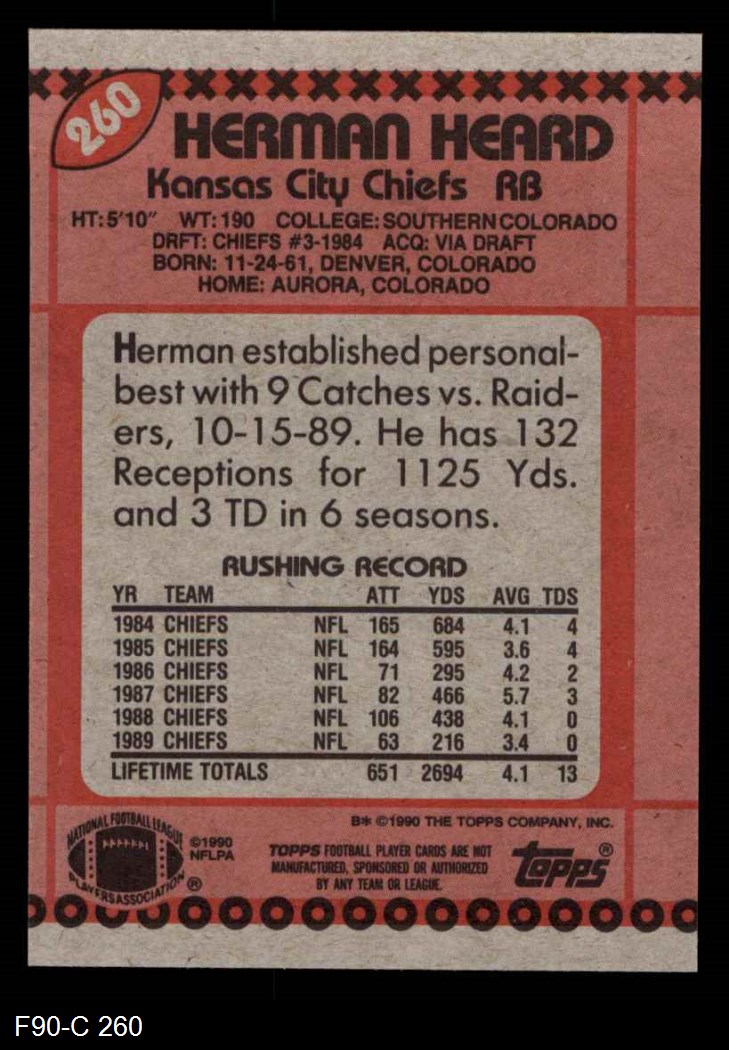 260
HERMAN HEARD
Kansas City Chiefs RB
HT: 5'10" WT: 190 COLLEGE: SOUTHERN COLORADO
DRFT: CHIEFS #3-1984 ACQ: VIA DRAFT
BORN: 11-24-61, DENVER, COLORADO
HOME: AURORA, COLORADO
Herman established personal-
best with 9 Catches vs. Raid-
ers, 10-15-89. He has 132
Receptions for 1125 Yds.
and 3 TD in 6 seasons.
RUSHING RECORD
YR TEAM ATT YDS AVG TDS
1984 CHIEFS NFL 165 684 4.1 4
1985 CHIEFS NFL 164 595 3.6 4
1986 CHIEFS NFL 71 295 4.2 2
1987 CHIEFS NFL 82 466 5.7 3
1988 CHIEFS NFL 106 438 4.1 0
1989 CHIEFS NFL 63 216 3.4 0
LIFETIME TOTALS 651 2694 4.1 13
B* ©1990 THE TOPPS COMPANY, INC.
NATIONAL FOOTBALL LEAGUE
PLAYERS ASSOCIATION ®
©1990
NFLPA
TOPPS FOOTBALL PLAYER CARDS ARE NOT
MANUFACTURED, SPONSORED OR AUTHORIZED
BY ANY TEAM OR LEAGUE.
topps ®
F90-C 260